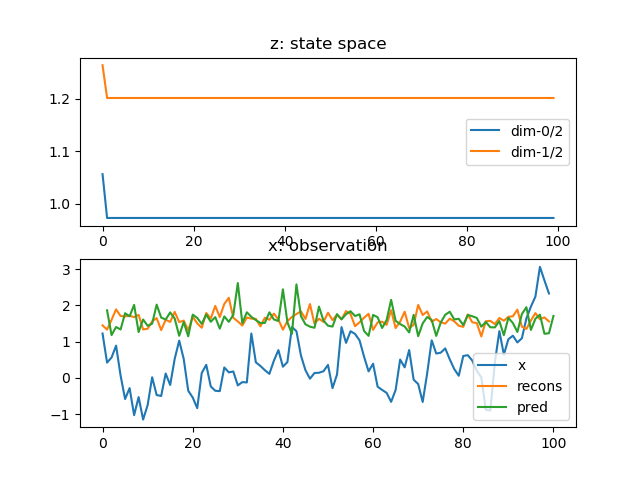 z: state space
1.2
1.1
1.0
dim-0/2
dim-1/2
0 20 40 60 80 100
x: observation
3
2
1
0
−1
x
recons
pred
0 20 40 60 80 100